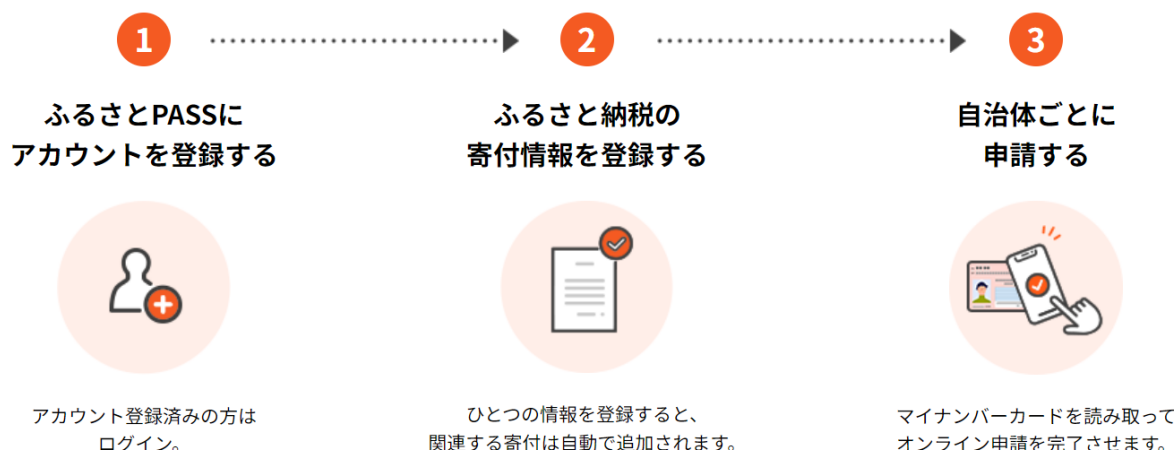 1
ふるさとPASSに
アカウントを登録する
アカウント登録済みの方は
ログイン。
2
ふるさと納税の
寄付情報を登録する
ひとつの情報を登録すると、
関連する寄付は自動で追加されます。
3
自治体ごとに
申請する
マイナンバーカードを読み取って
オンライン申請を完了させます。